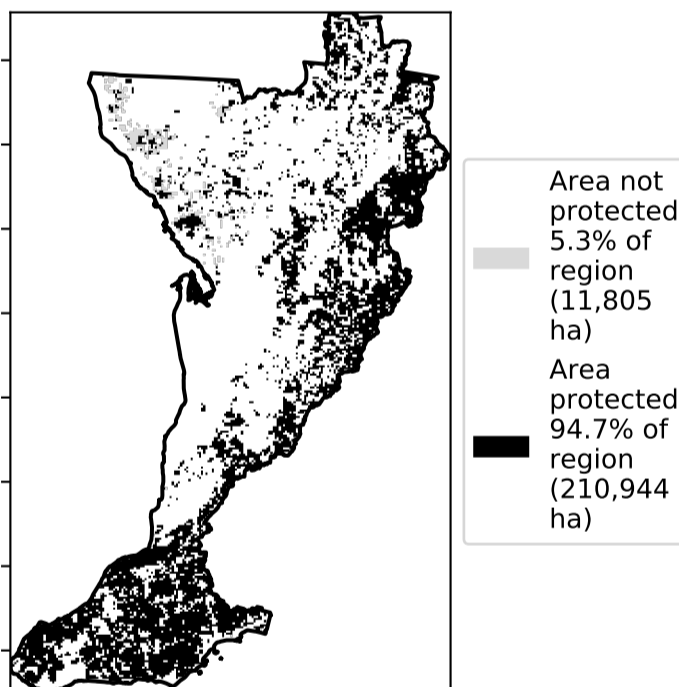 Area not
protected
5.3% of
region
(11,805
ha)
Area
protected
94.7% of
region
(210,944
ha)